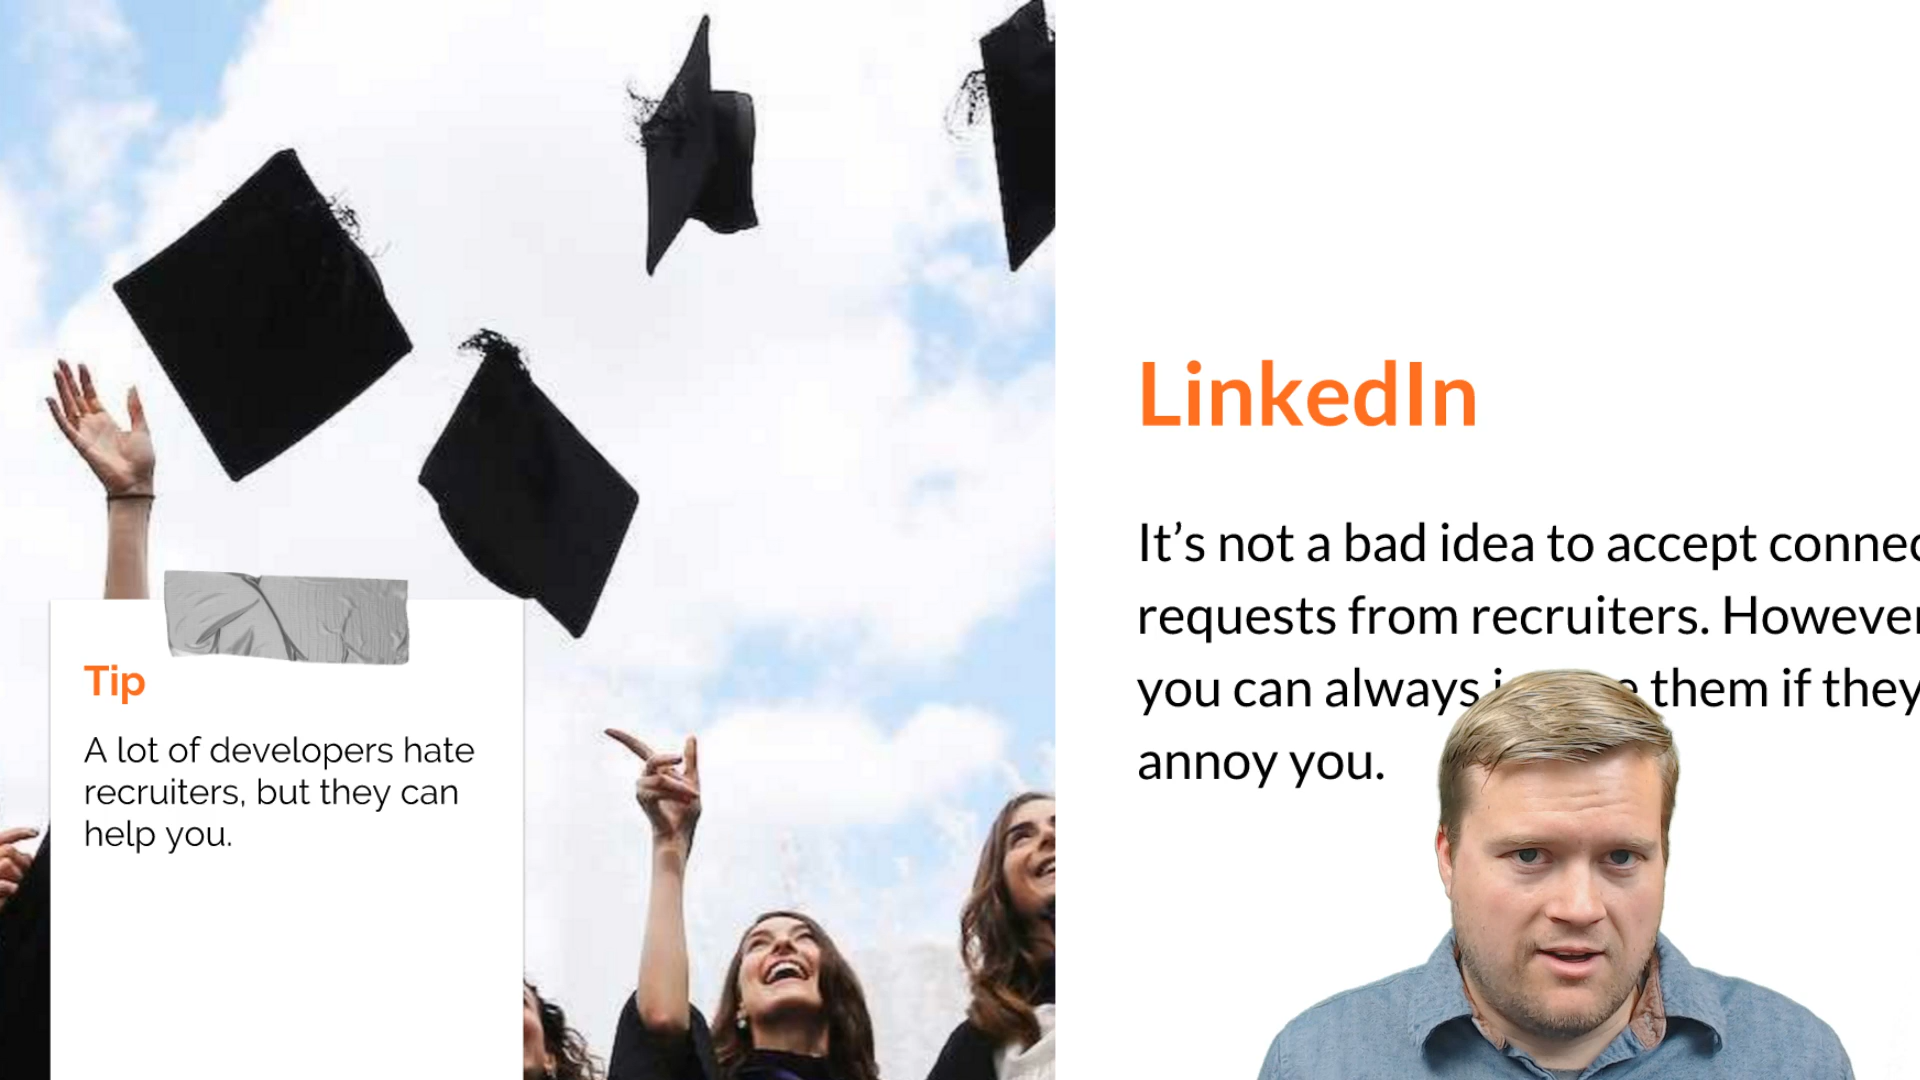 LinkedIn
It's not a bad idea to accept
requests from recruiters. However
you can always them if they
annoy you.
Tip
A lot of developers hate
recruiters, but they can
help you.